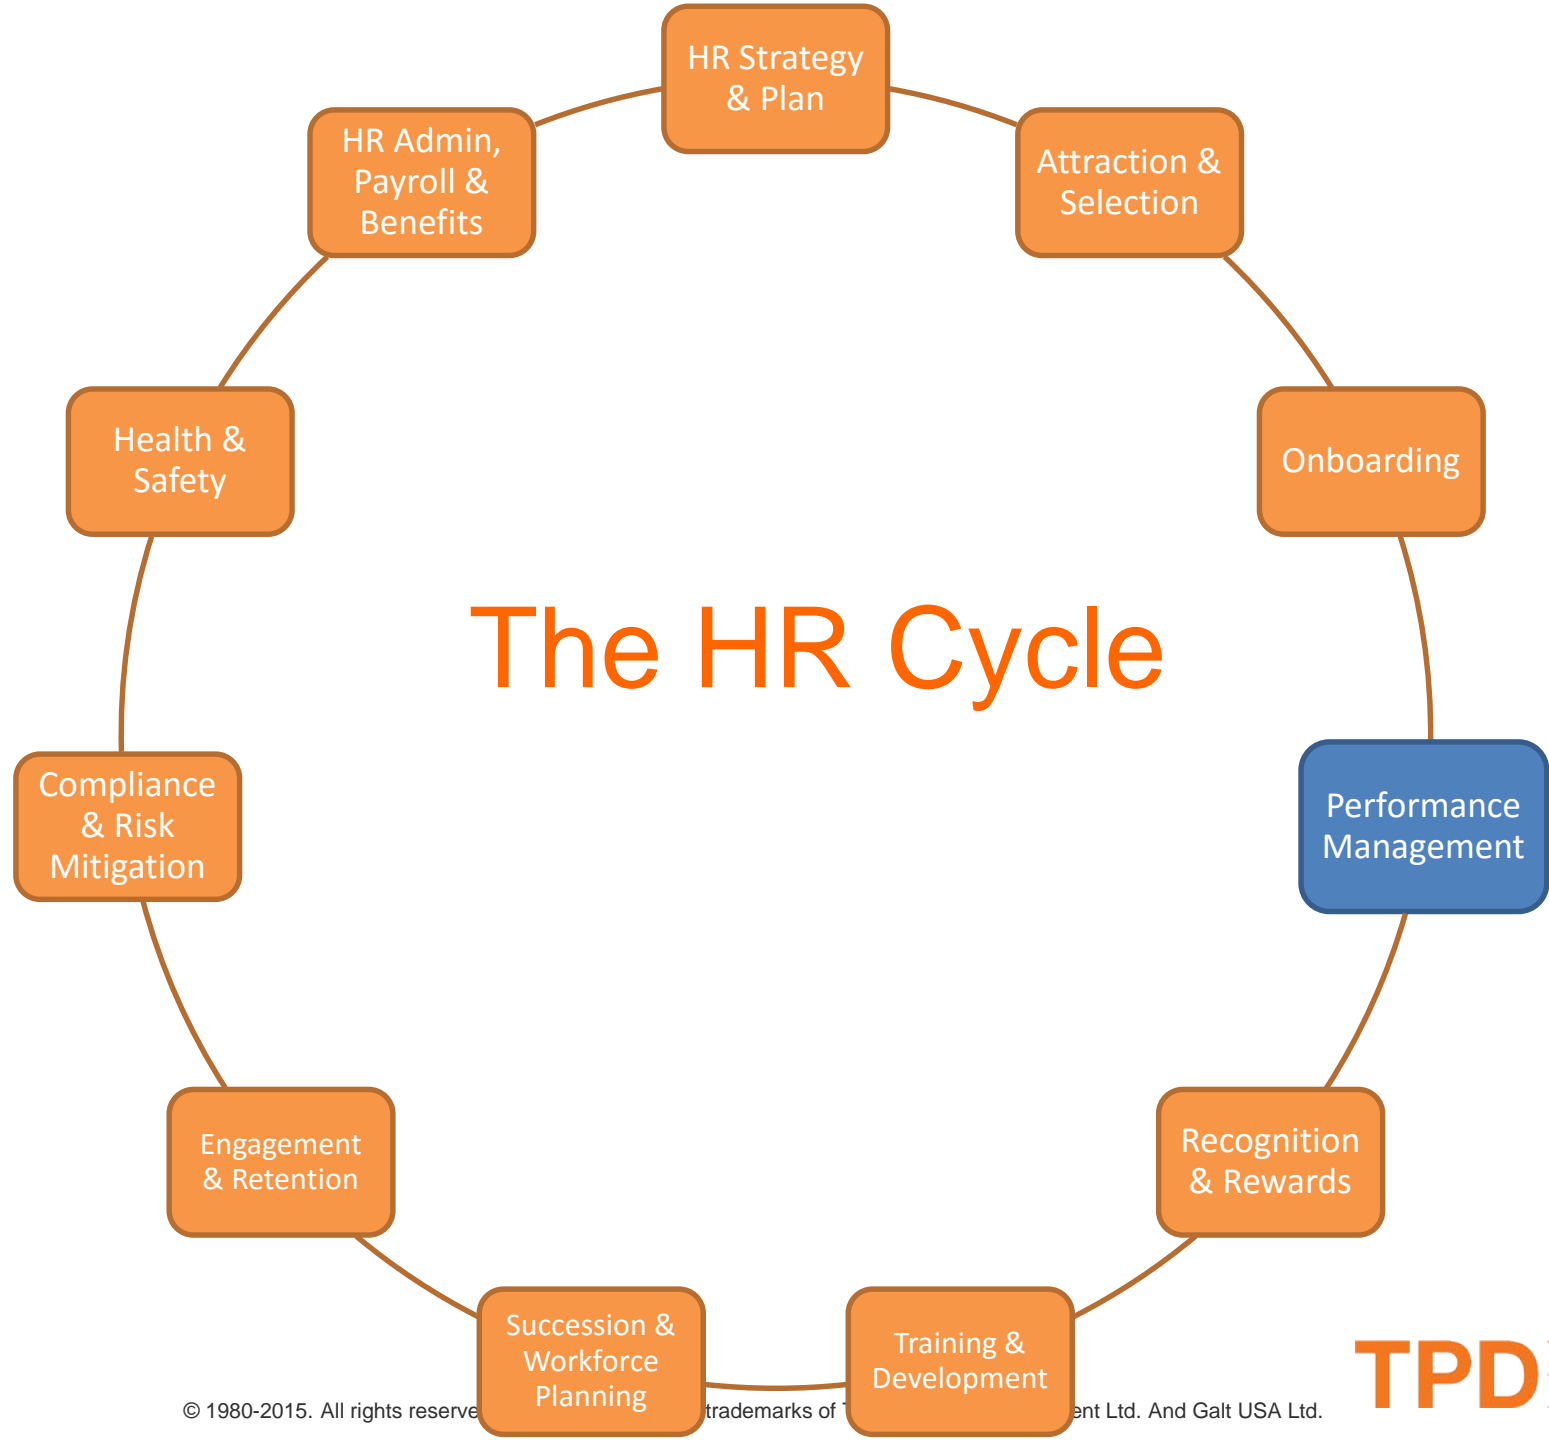 HR Strategy
& Plan
Attraction &
Selection
Onboarding
Performance
Management
Recognition
& Rewards
Training &
Development
Succession &
Workforce
Planning
Engagement
& Retention
Compliance
& Risk
Mitigation
Health &
Safety
HR Admin,
Payroll &
Benefits
The HR Cycle
© 1980-2015. All rights trademarks of Ltd. And Galt USA Ltd.
TPD